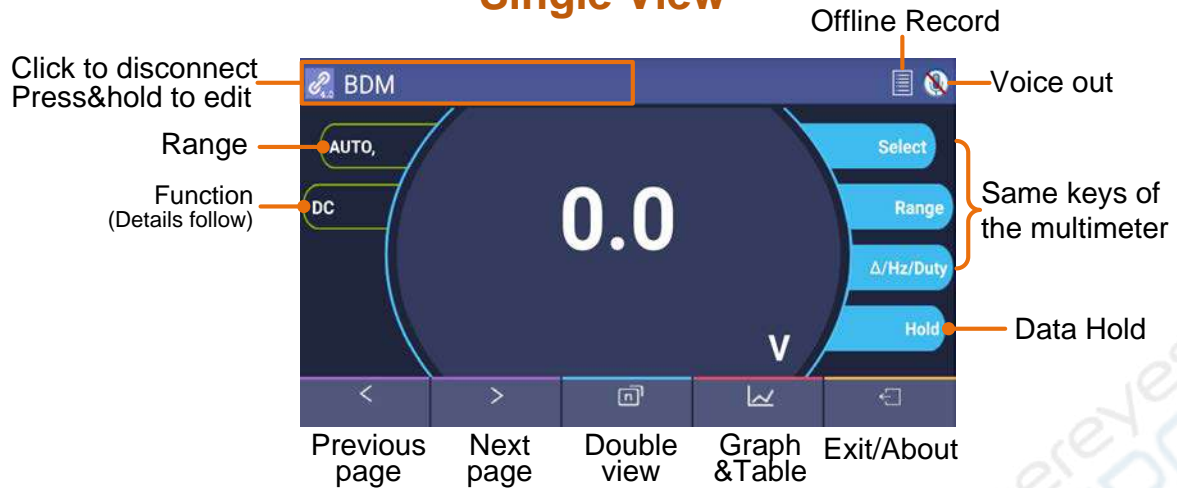 Single View
Offline Record
Click to disconnect
Press&hold to edit
4.0
BDM
Voice out
Range
AUTO,
Select
Function
(Details follow)
DC
0.0
Range
Same keys of
the multimeter
Δ/Hz/Duty
Hold
Data Hold
V
<
>
n
Previous
page
Next
page
Double
view
Graph
&Table
Exit/About